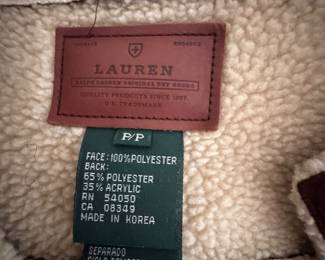 LAUREN
RALPH LAUREN ORIGINAL DRY GOODS
QUALITY PRODUCTS SINCE 1967
U.S. TRADEMARK
P/P
FACE: 100% POLYESTER
BACK:
65% POLYESTER
35% ACRYLIC
RN 54050
CA 08349
MADE IN KOREA
SEPARADO